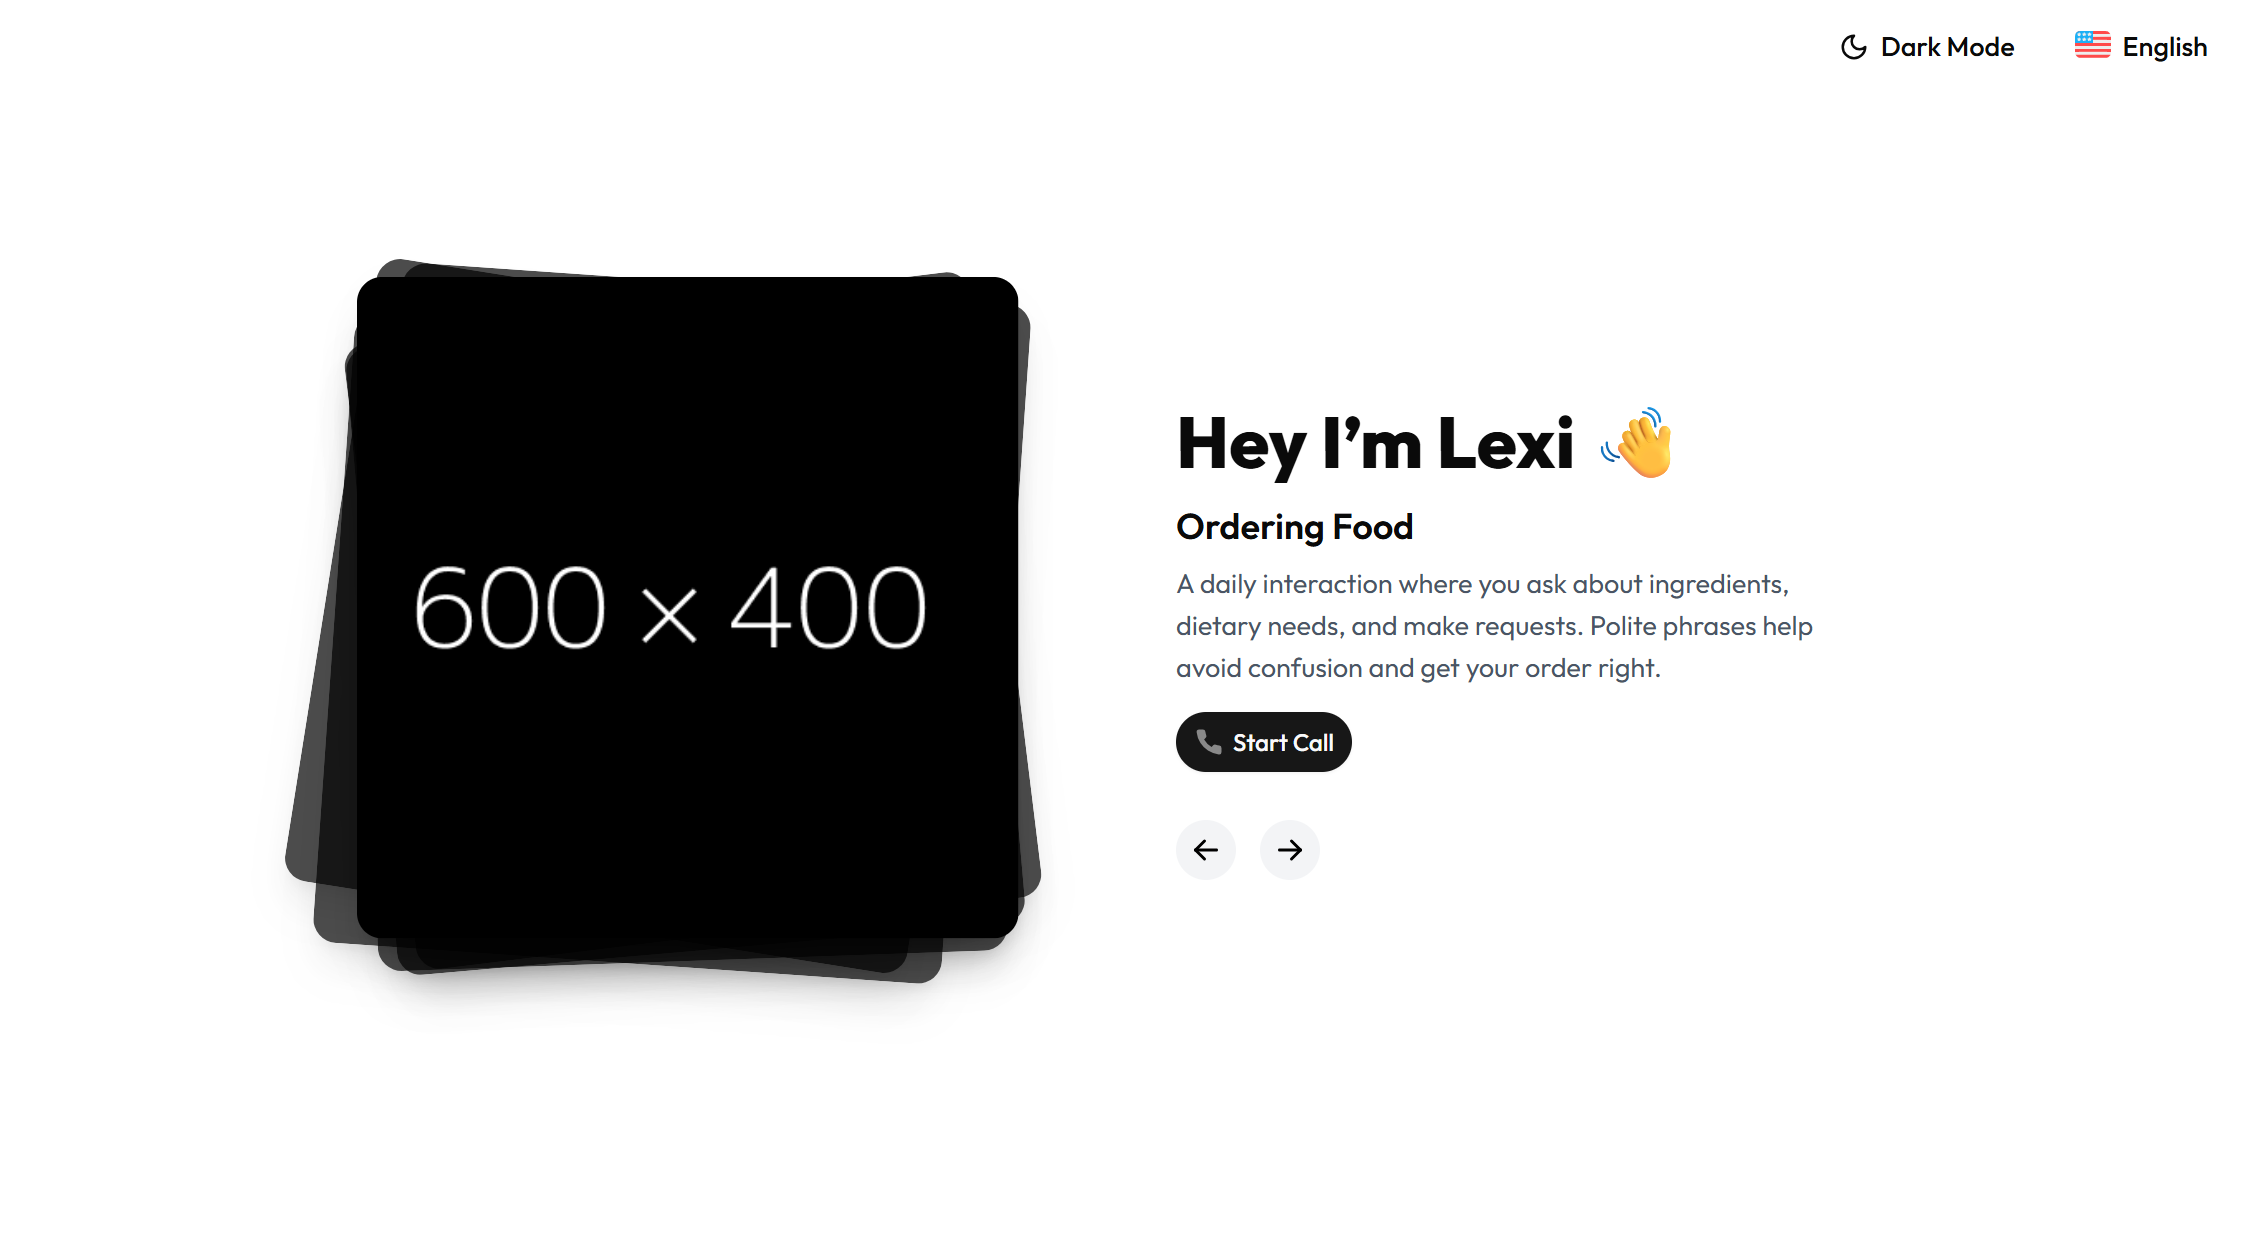 Dark Mode
English
600 × 400
Hey I’m Lexi 👋
Ordering Food
A daily interaction where you ask about ingredients,
dietary needs, and make requests. Polite phrases help
avoid confusion and get your order right.
Start Call